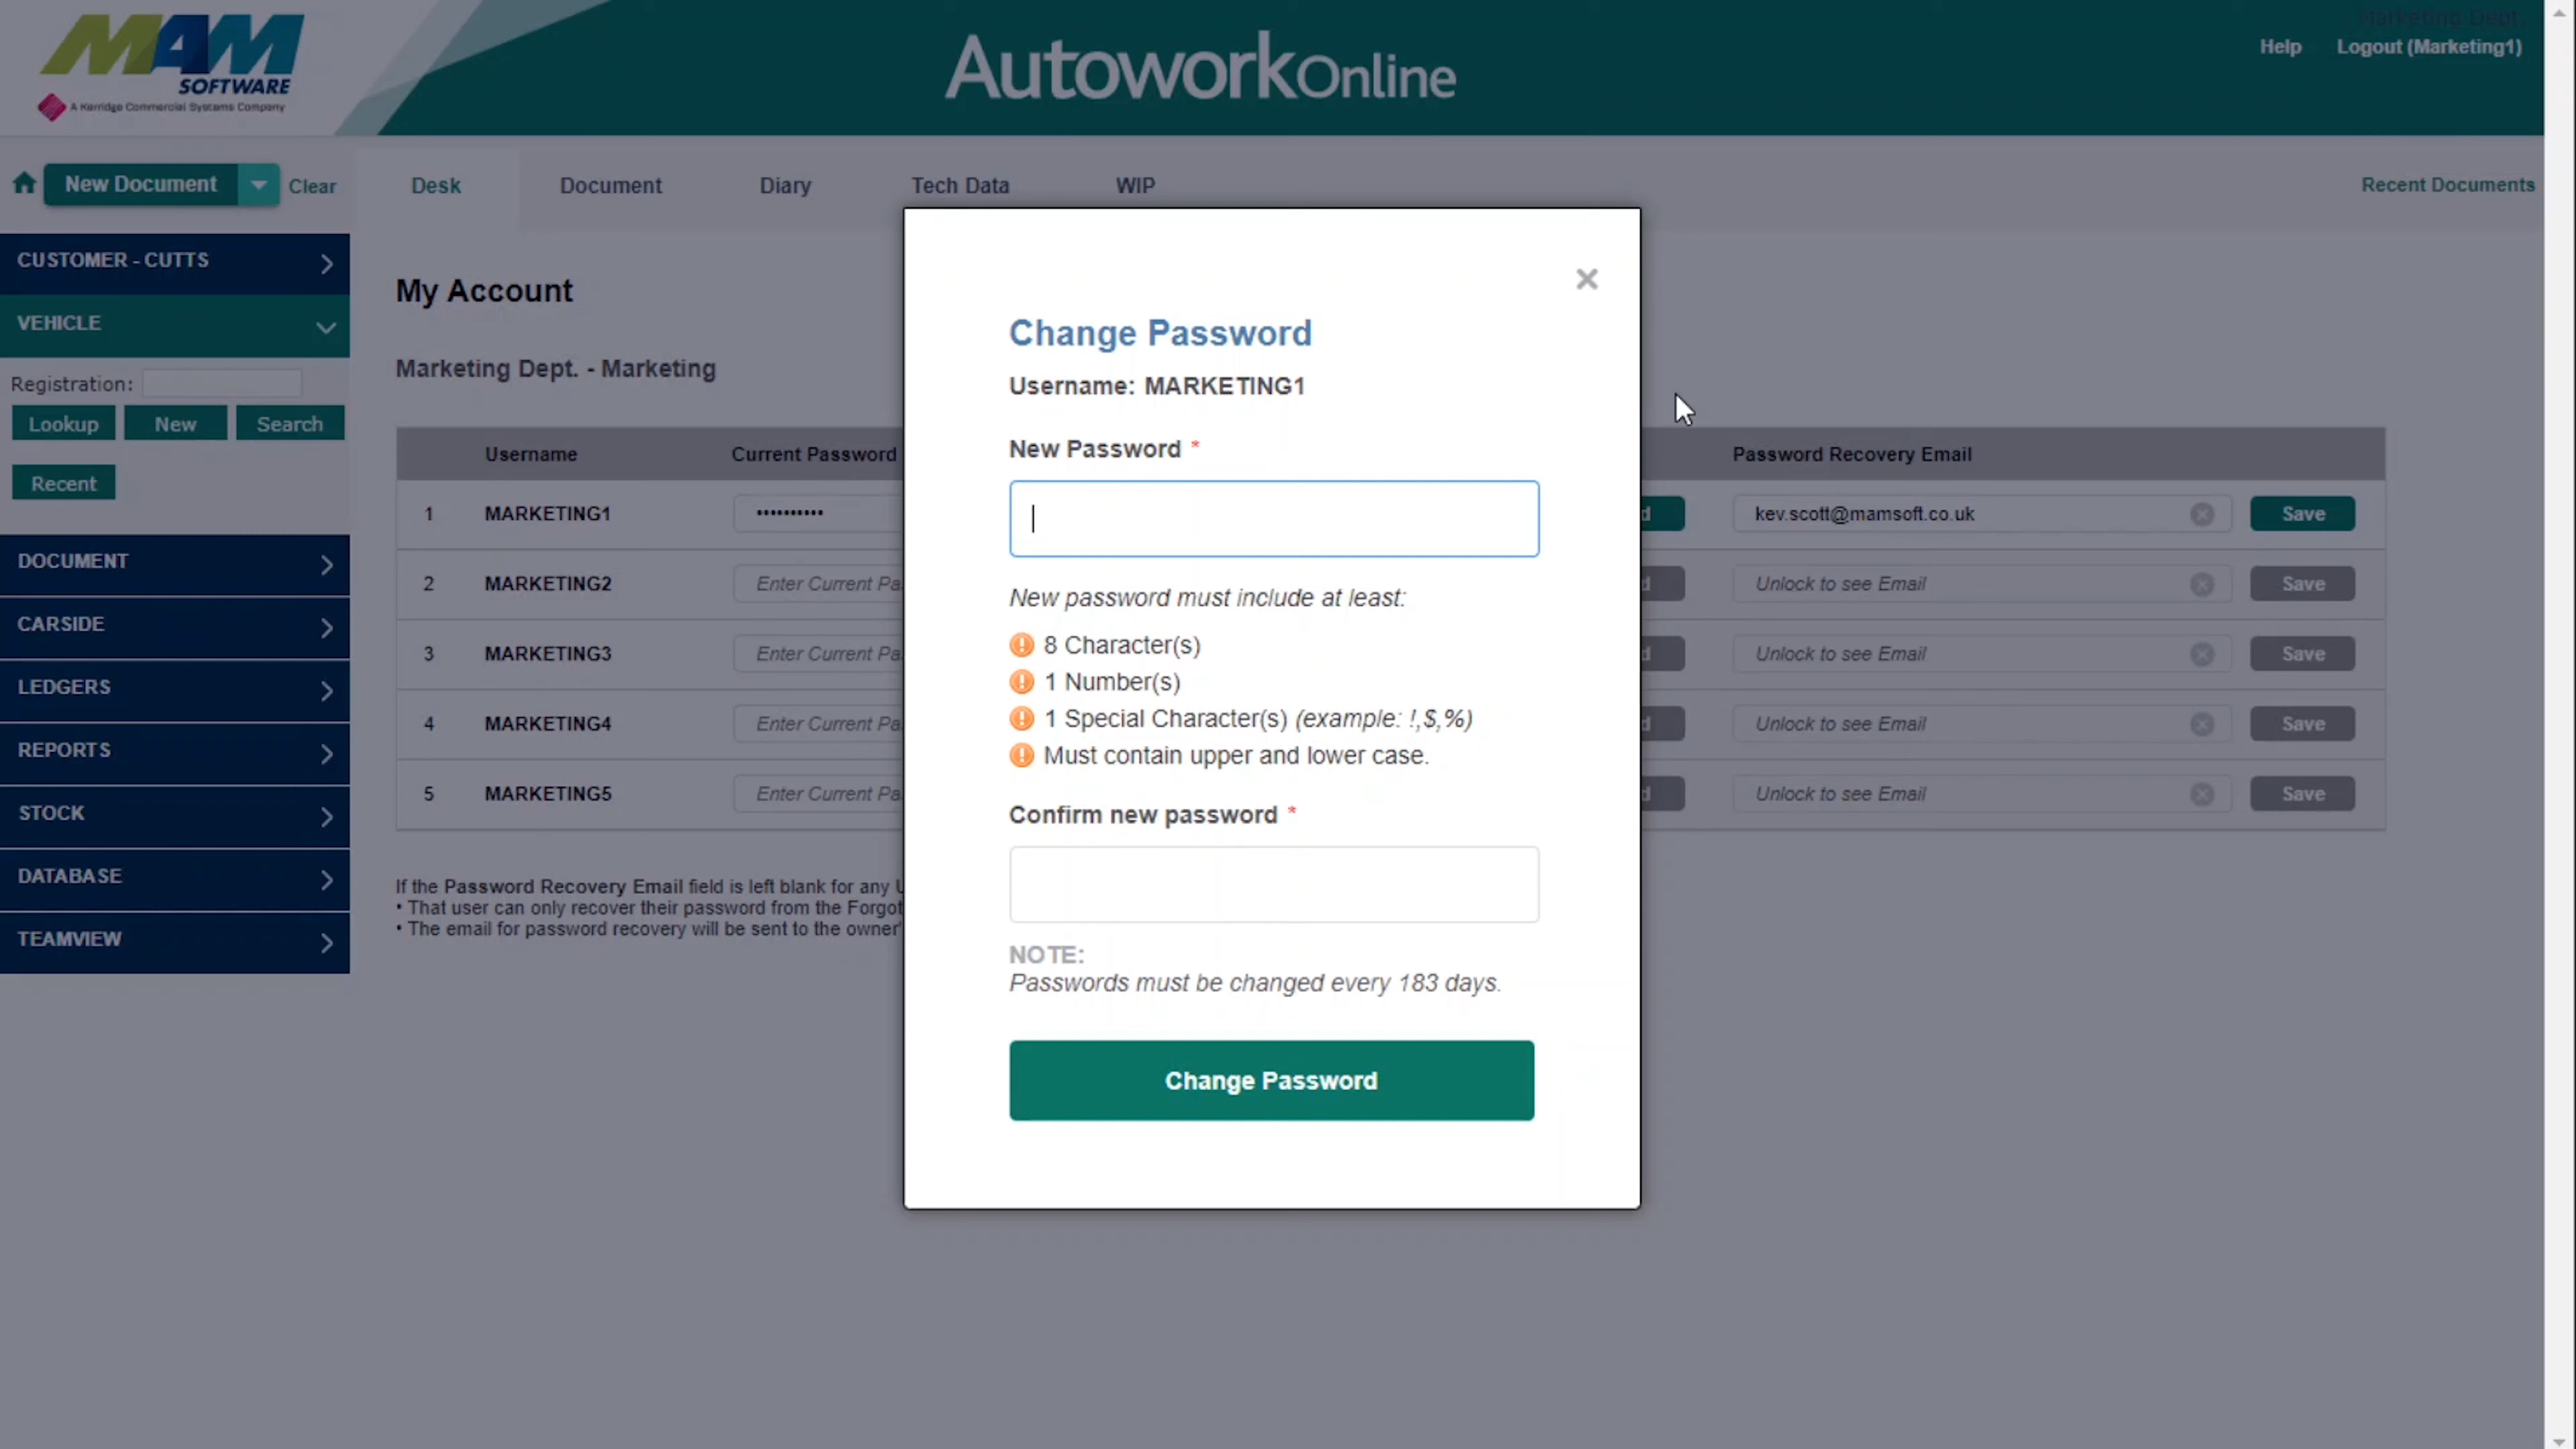 MAM
SOFTWARE
A Kerridge Commercial Systems Company
AutoworkOnline
Marketing Dept.
Help Logout (Marketing1)
New Document Clear
Desk Document Diary Tech Data WIP
Recent Documents
CUSTOMER - CUTTS
VEHICLE
Registration:
Lookup New Search
Recent
DOCUMENT
CARSIDE
LEDGERS
REPORTS
STOCK
DATABASE
TEAMVIEW
My Account
Marketing Dept. - Marketing
Username Current Password Password Recovery Email
1 MARKETING1 •••••••••• d kev.scott@mamsoft.co.uk Save
2 MARKETING2 Enter Current Pa d Unlock to see Email Save
3 MARKETING3 Enter Current Pa d Unlock to see Email Save
4 MARKETING4 Enter Current Pa d Unlock to see Email Save
5 MARKETING5 Enter Current Pa d Unlock to see Email Save
If the Password Recovery Email field is left blank for any U
• That user can only recover their password from the Forgot
• The email for password recovery will be sent to the owner'
×
Change Password
Username: MARKETING1
New Password *
New password must include at least:
8 Character(s)
1 Number(s)
1 Special Character(s) (example: !,$,%)
Must contain upper and lower case.
Confirm new password *
NOTE:
Passwords must be changed every 183 days.
Change Password